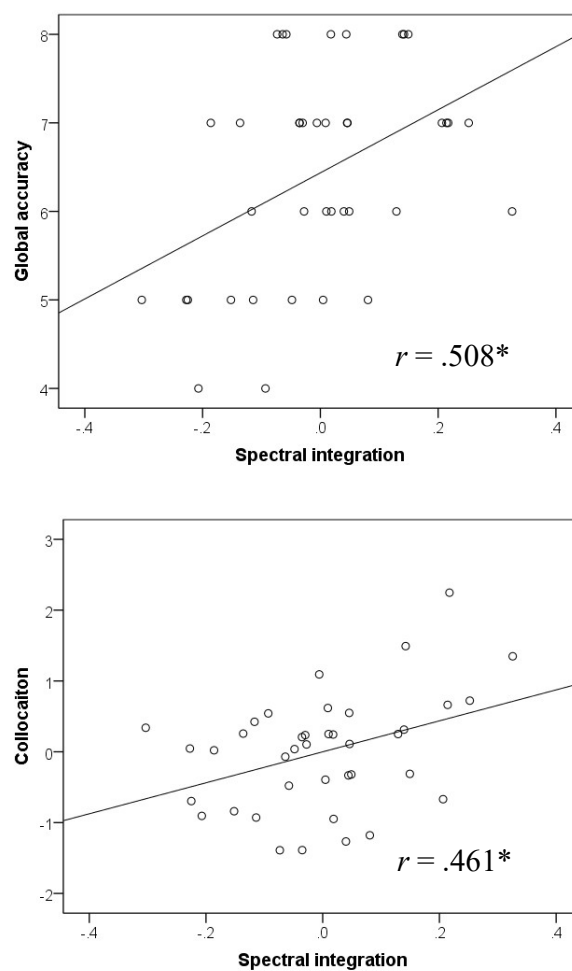 8
7
Global accuracy
6
5
r = .508*
4
-.4 -.2 .0 .2 .4
Spectral integration
3
2
1
Collocaiton
0
-1
r = .461*
-2
-.4 -.2 .0 .2 .4
Spectral integration